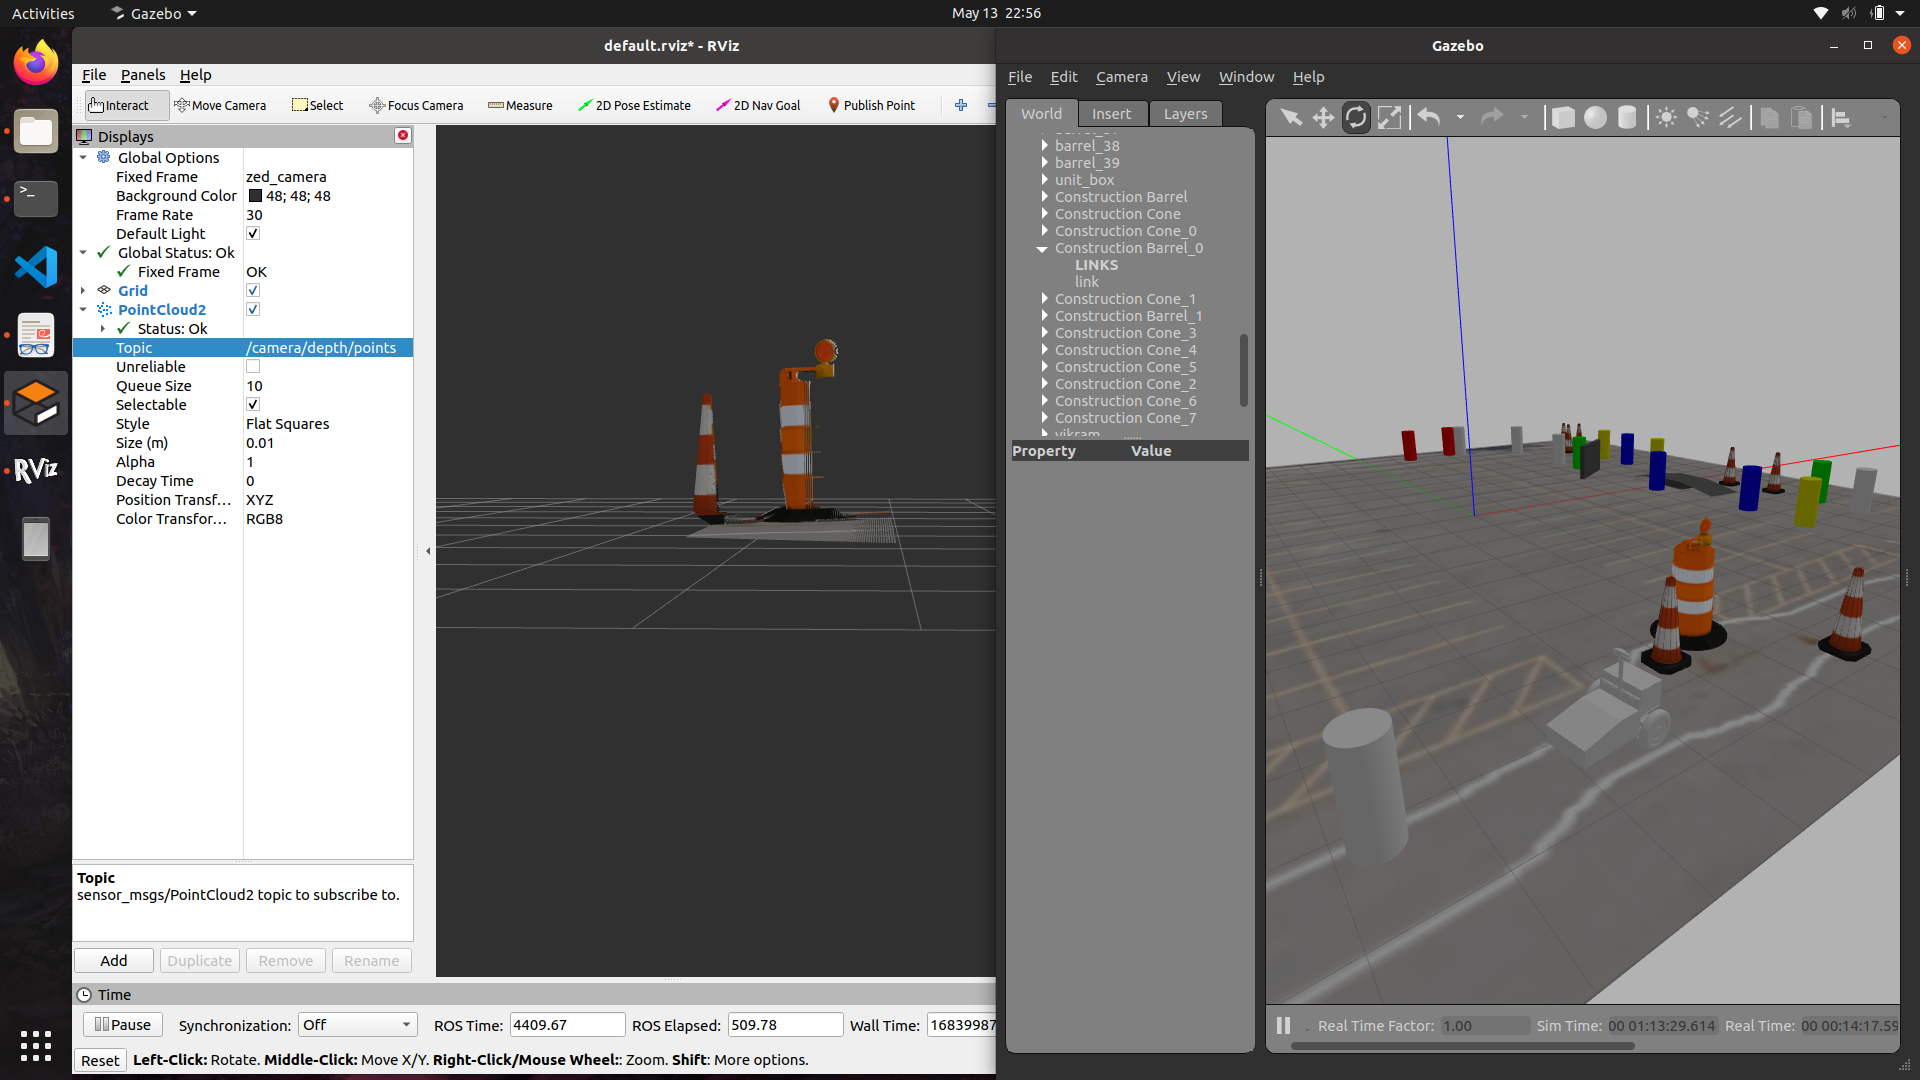 Activities
Gazebo
May 13 22:56
default.rviz* - RViz
File Panels Help
Interact
Move Camera
Select
Focus Camera
Measure
2D Pose Estimate
2D Nav Goal
Publish Point
Displays
Global Options
Fixed Frame zed_camera
Background Color 48; 48; 48
Frame Rate 30
Default Light
Global Status: Ok
Fixed Frame OK
Grid
PointCloud2
Status: Ok
Topic /camera/depth/points
Unreliable
Queue Size 10
Selectable
Style Flat Squares
Size (m) 0.01
Alpha 1
Decay Time 0
Position Transf... XYZ
Color Transfor... RGB8
Topic
sensor_msgs/PointCloud2 topic to subscribe to.
Add Duplicate Remove Rename
Time
Pause Synchronization: Off ROS Time: 4409.67 ROS Elapsed: 509.78 Wall Time: 16839987
Reset Left-Click: Rotate. Middle-Click: Move X/Y. Right-Click/Mouse Wheel:: Zoom. Shift: More options.
RViz
>_
Gazebo
File Edit Camera View Window Help
World Insert Layers
barrel_38
barrel_39
unit_box
Construction Barrel
Construction Cone
Construction Cone_0
Construction Barrel_0
LINKS
link
Construction Cone_1
Construction Barrel_1
Construction Cone_3
Construction Cone_4
Construction Cone_5
Construction Cone_2
Construction Cone_6
Construction Cone_7
vikram
Property Value
Real Time Factor: 1.00 Sim Time: 00 01:13:29.614 Real Time: 00 00:14:17.59